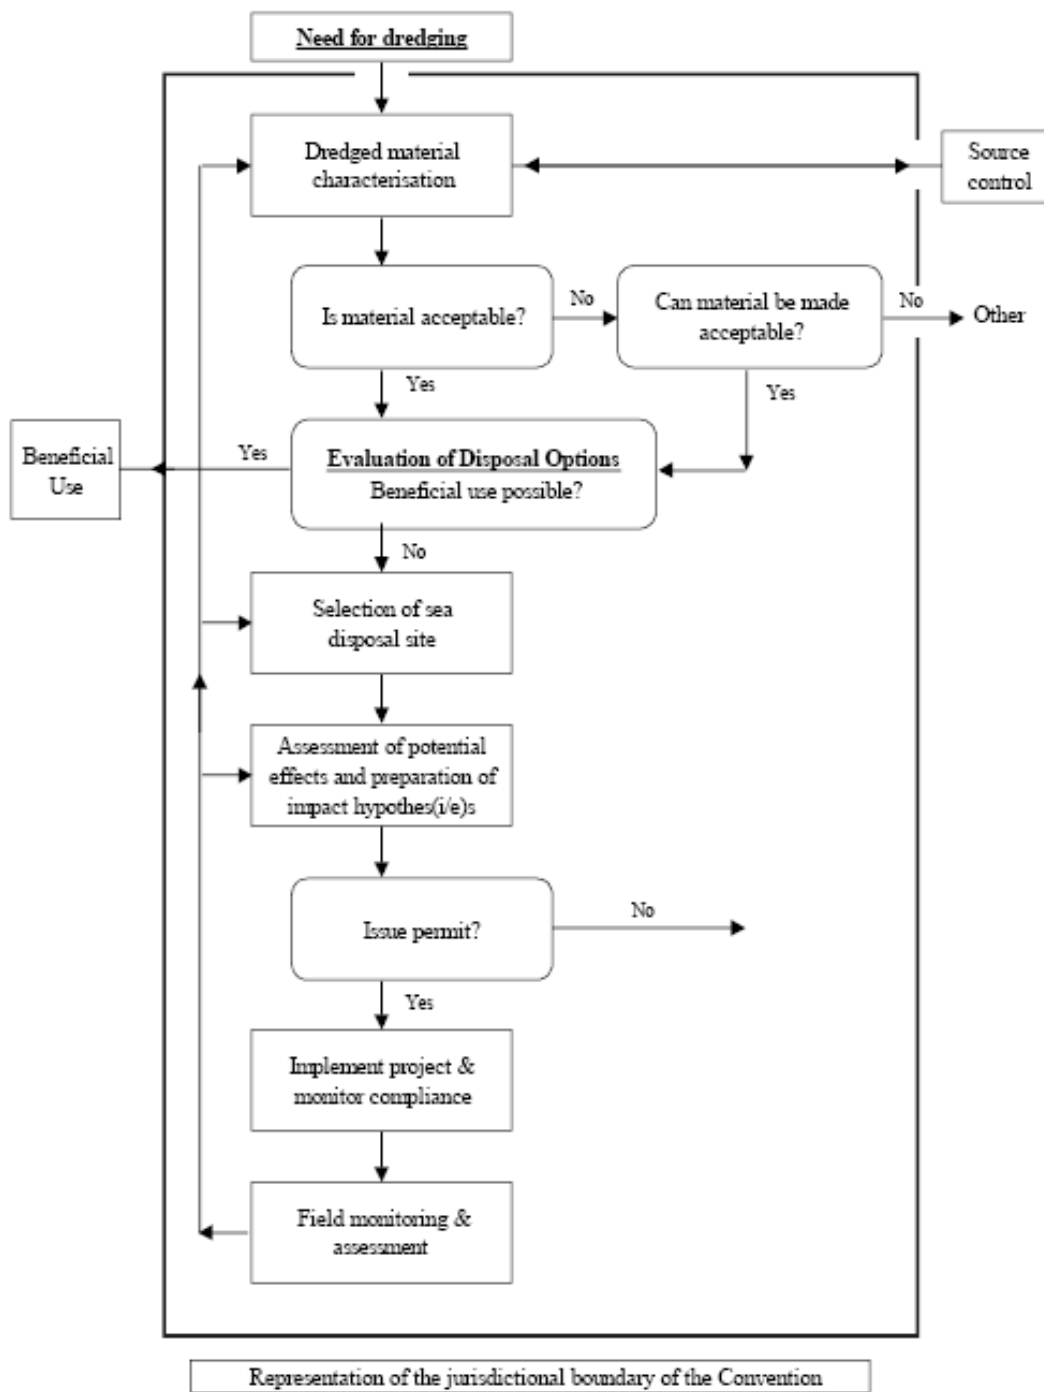 Need for dredging
Dredged material
characterisation
Source
control
Is material acceptable?
No
Can material be made
acceptable?
No
Other
Yes
Yes
Beneficial
Use
Yes
Evaluation of Disposal Options
Beneficial use possible?
No
Selection of sea
disposal site
Assessment of potential
effects and preparation of
impact hypothes(i/e)s
Issue permit?
No
Yes
Implement project &
monitor compliance
Field monitoring &
assessment
Representation of the jurisdictional boundary of the Convention